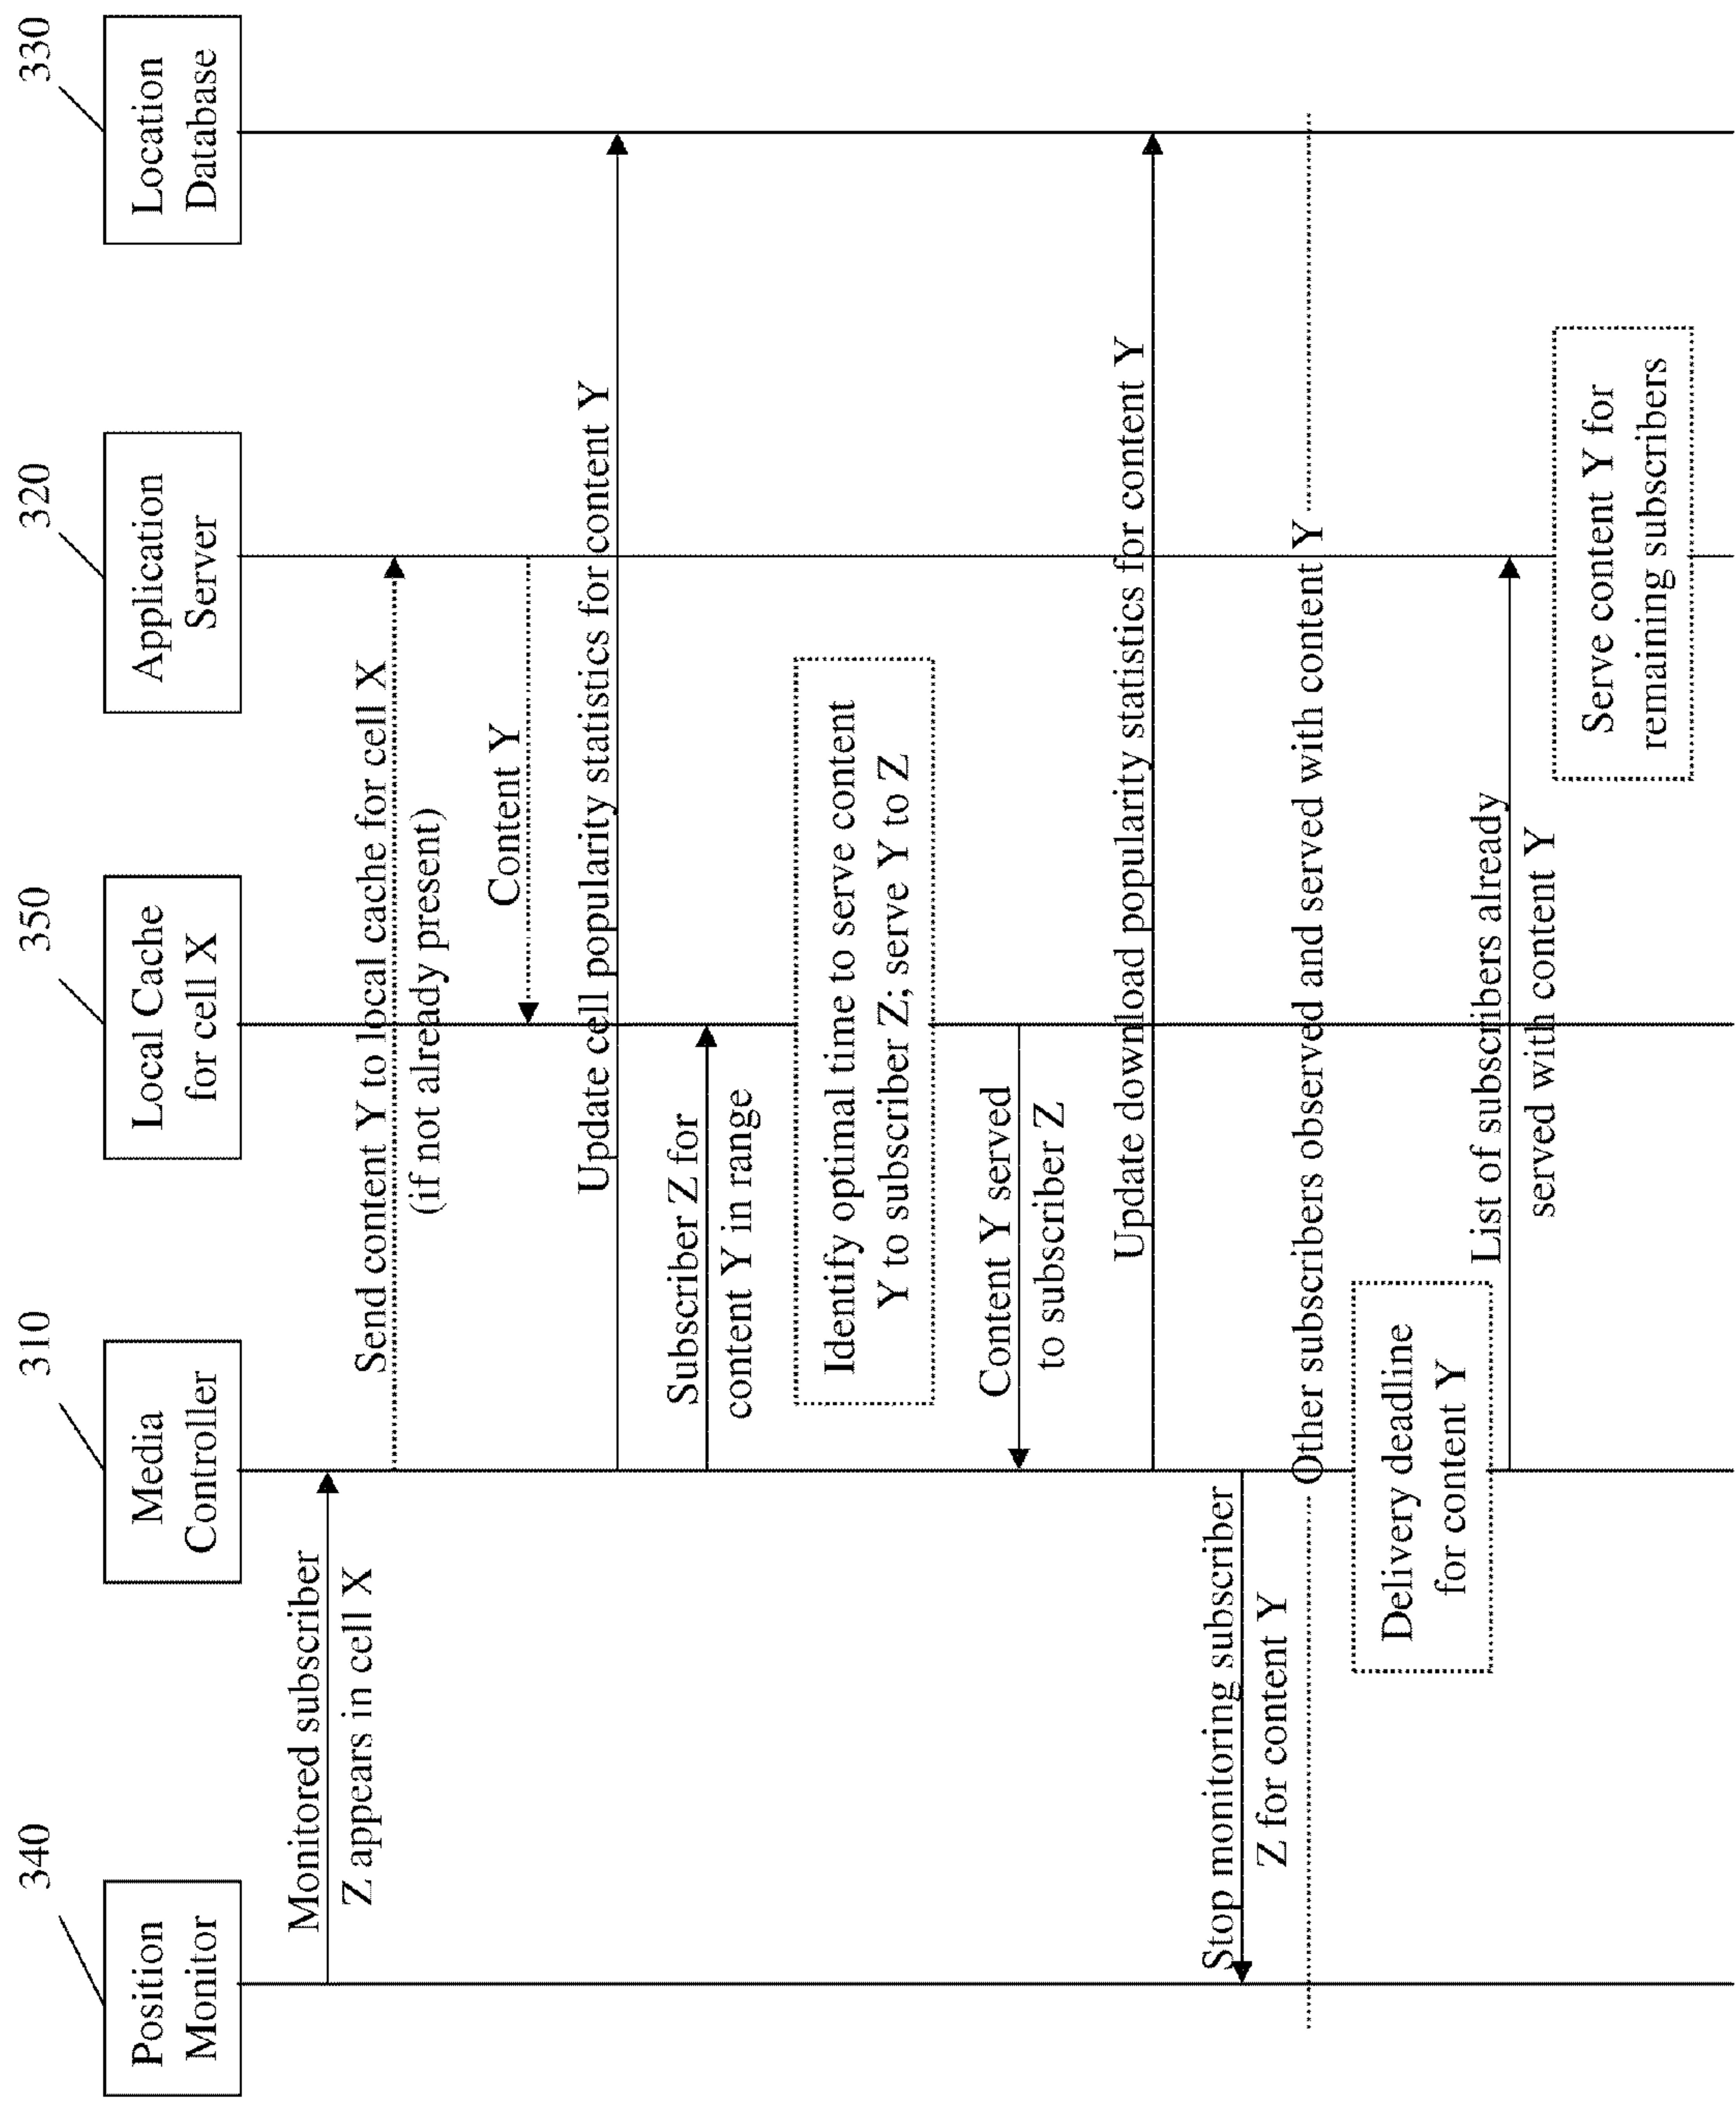 340
310
350
320
330
Position
Monitor
Media
Controller
Local Cache
for cell X
Application
Server
Location
Database
Monitored subscriber
Z appears in cell X
Send content Y to local cache for cell X
(if not already present)
Content Y
Update cell popularity statistics for content Y
Subscriber Z for
content Y in range
Identify optimal time to serve content
Y to subscriber Z; serve Y to Z
Content Y served
to subscriber Z
Update download popularity statistics for content Y
Stop monitoring subscriber
Z for content Y
Other subscribers observed and served with content Y
Delivery deadline
for content Y
List of subscribers already
served with content Y
Serve content Y for
remaining subscribers